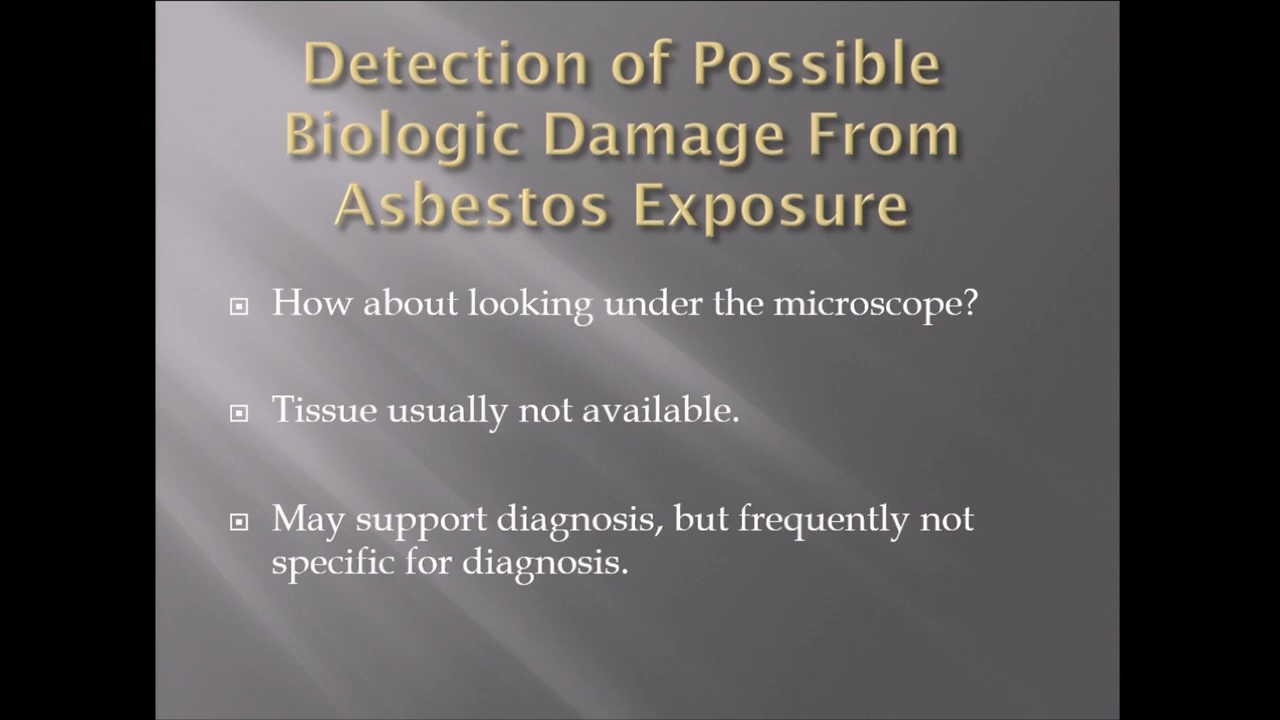 Detection of Possible
Biologic Damage From
Asbestos Exposure
How about looking under the microscope?
Tissue usually not available.
May support diagnosis, but frequently not
specific for diagnosis.